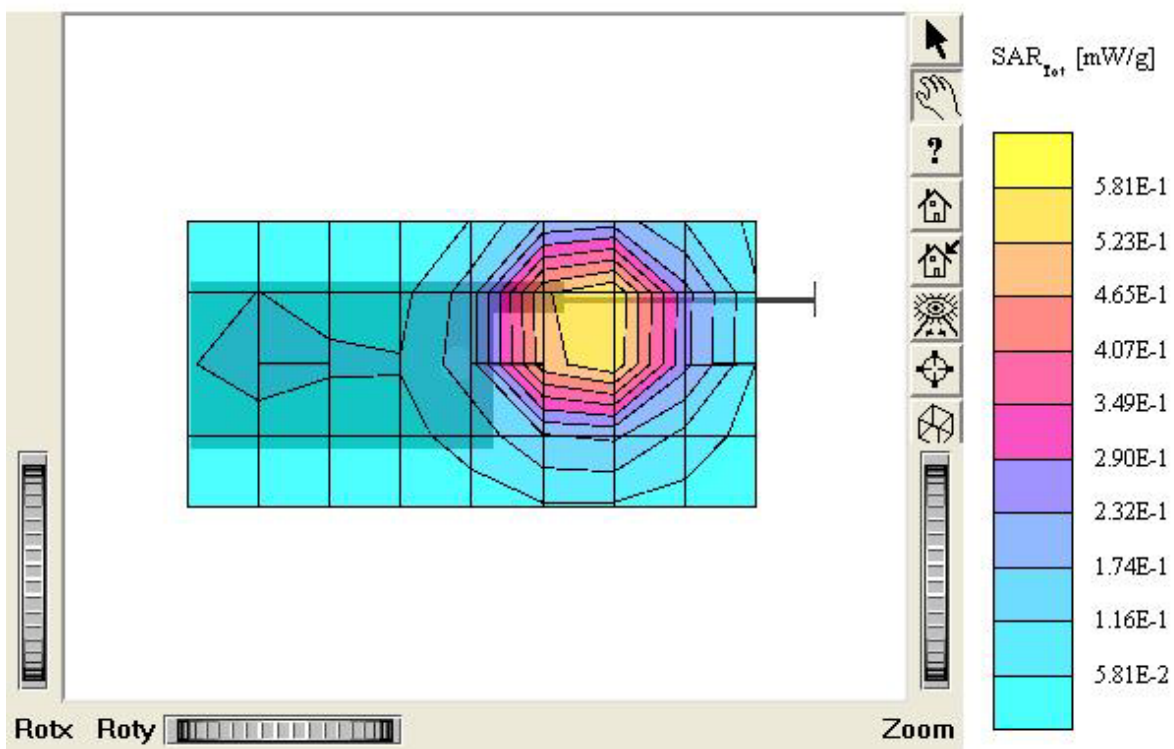 SAR_Tot [mW/g]
?
5.81E-1
5.23E-1
4.65E-1
4.07E-1
3.49E-1
2.90E-1
2.32E-1
1.74E-1
1.16E-1
5.81E-2
Rotx Roty Zoom